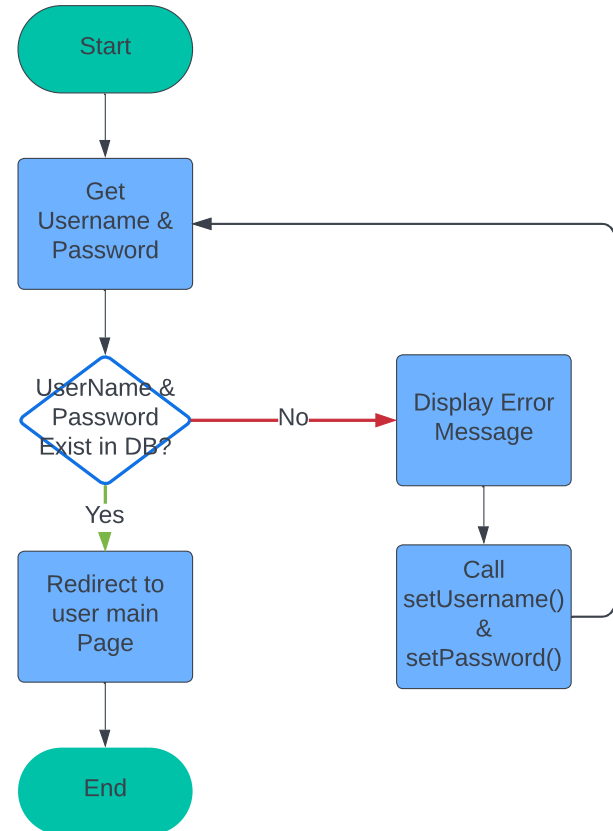 Start
Get
Username &
Password
UserName &
Password
Exist in DB?
No
Display Error
Message
Yes
Call
setUsername()
&
setPassword()
Redirect to
user main
Page
End